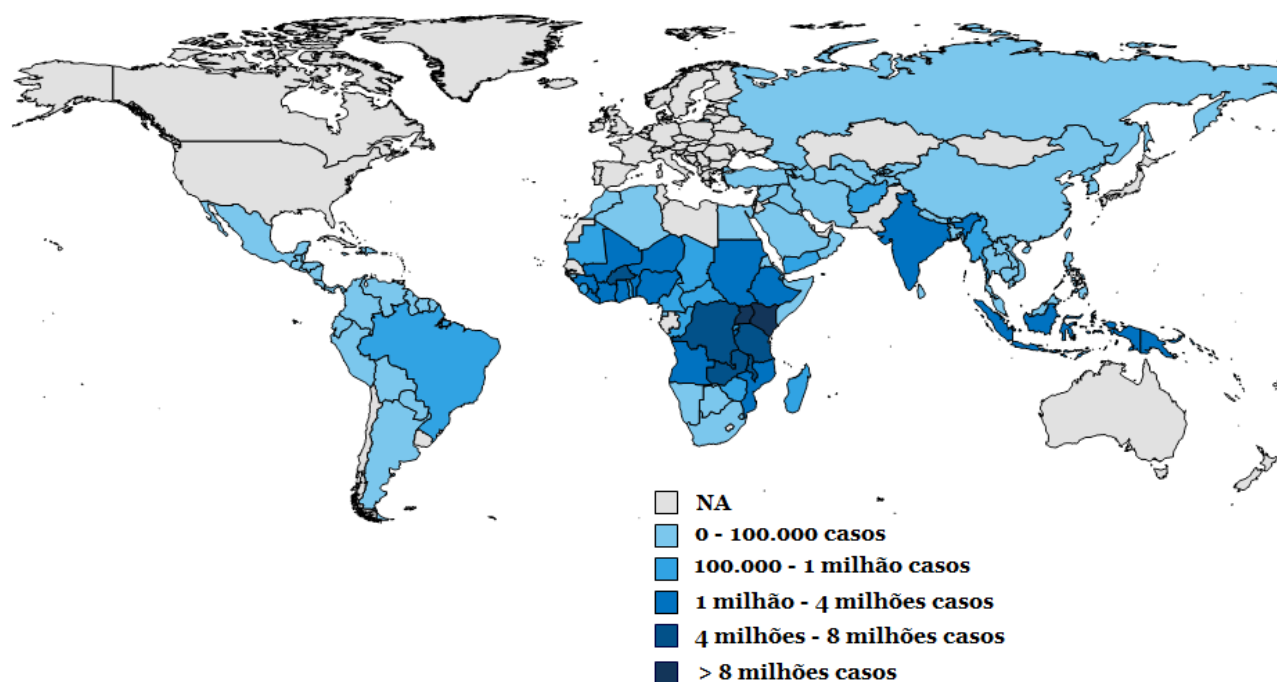 NA
0 - 100.000 casos
100.000 - 1 milhão casos
1 milhão - 4 milhões casos
4 milhões - 8 milhões casos
> 8 milhões casos